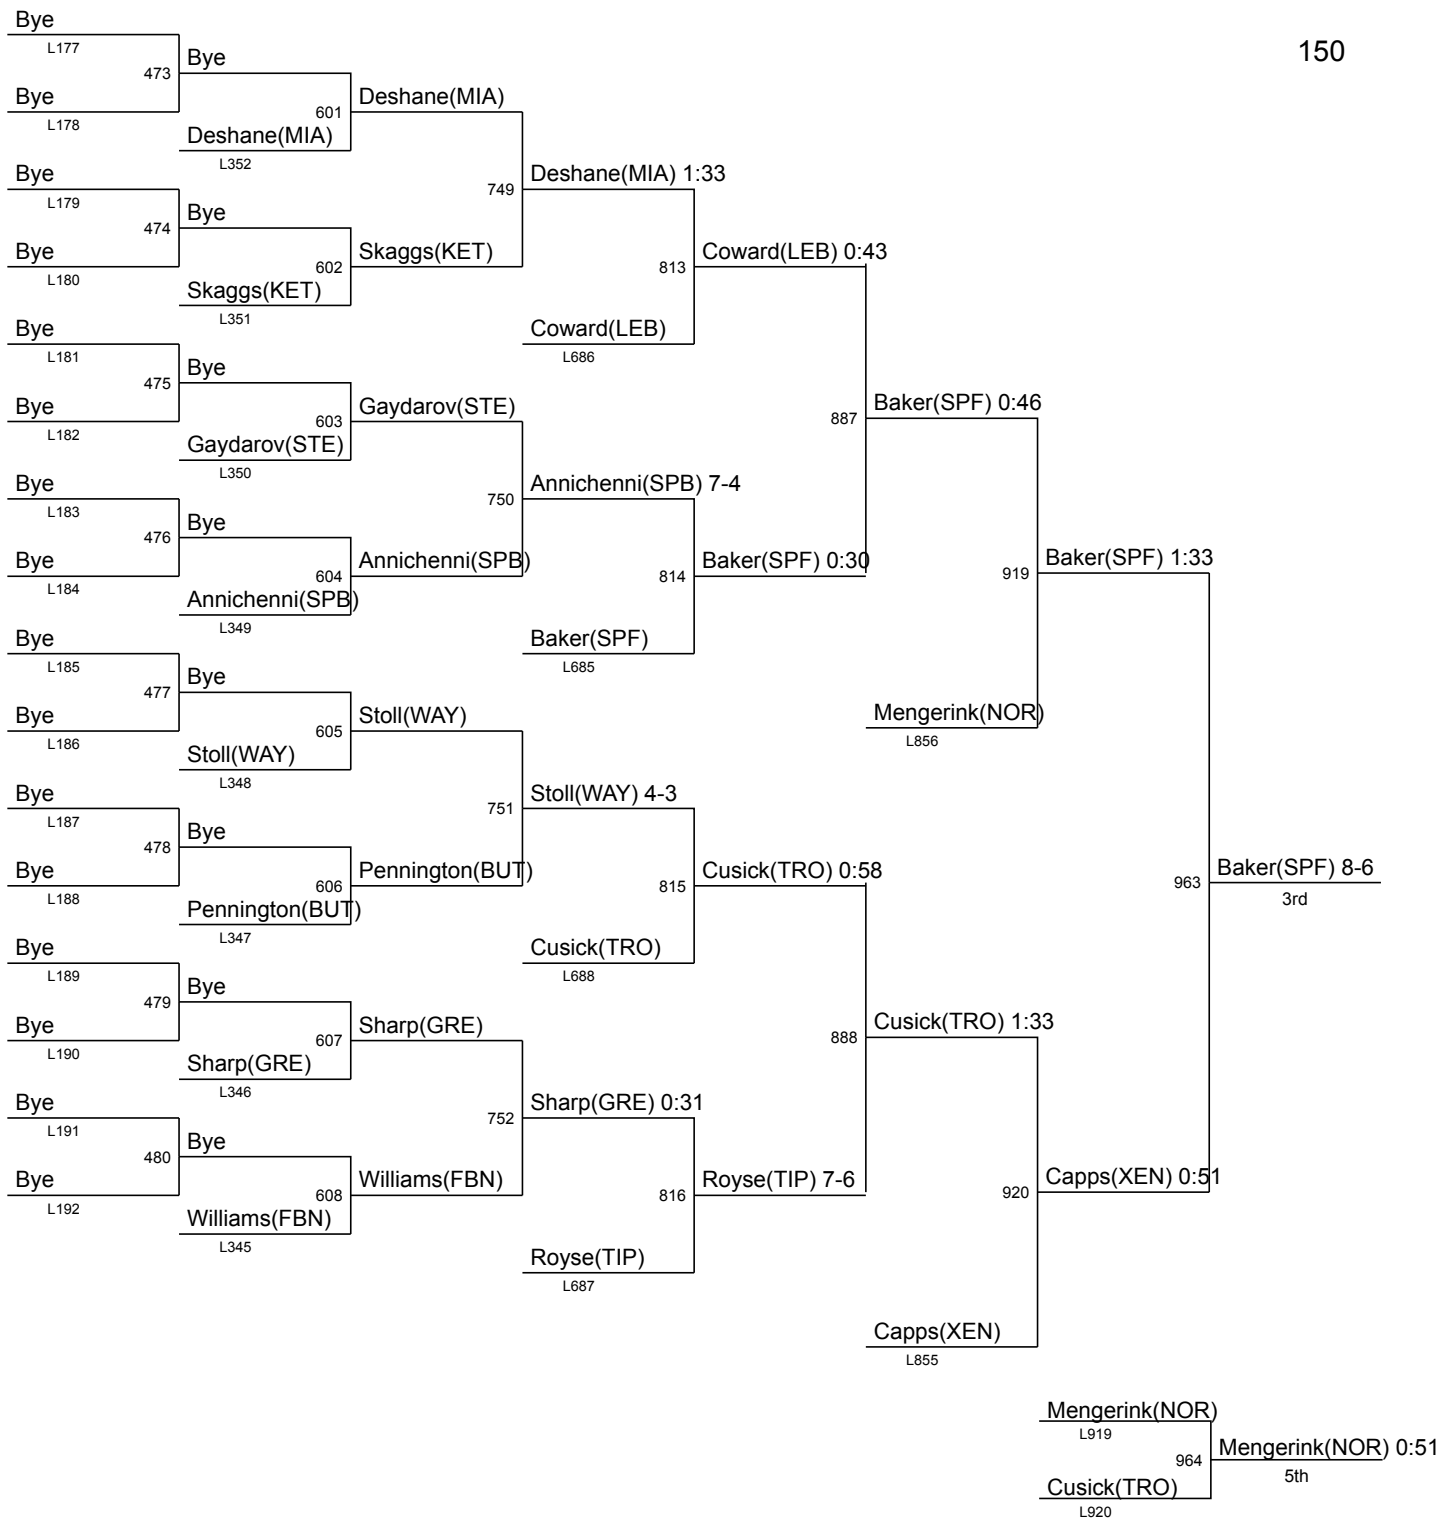 Bye
150
L177
Bye
473
Bye
Deshane(MIA)
601
L178
Deshane(MIA)
L352
Bye
Deshane(MIA) 1:33
749
L179
Bye
474
Bye
Skaggs(KET)
Coward(LEB) 0:43
602
813
L180
Skaggs(KET)
L351
Bye
Coward(LEB)
L181
L686
Bye
475
Bye
Gaydarov(STE)
Baker(SPF) 0:46
603
887
L182
Gaydarov(STE)
L350
Bye
Annichenni(SPB) 7-4
750
L183
Bye
476
Bye
Annichenni(SPB)
Baker(SPF) 0:30
Baker(SPF) 1:33
604
814
919
L184
Annichenni(SPB)
L349
Bye
Baker(SPF)
L185
L685
Bye
477
Bye
Stoll(WAY)
Mengerink(NOR)
605
L186
L856
Stoll(WAY)
L348
Bye
Stoll(WAY) 4-3
751
L187
Bye
478
Bye
Pennington(BUT)
Cusick(TRO) 0:58
Baker(SPF) 8-6
606
815
963
L188
3rd
Pennington(BUT)
L347
Bye
Cusick(TRO)
L189
L688
Bye
479
Bye
Sharp(GRE)
Cusick(TRO) 1:33
607
888
L190
Sharp(GRE)
L346
Bye
Sharp(GRE) 0:31
752
L191
Bye
480
Bye
Williams(FBN)
Royse(TIP) 7-6
Capps(XEN) 0:51
608
816
920
L192
Williams(FBN)
L345
Royse(TIP)
L687
Capps(XEN)
L855
Mengerink(NOR)
L919
Mengerink(NOR) 0:51
964
5th
Cusick(TRO)
L920